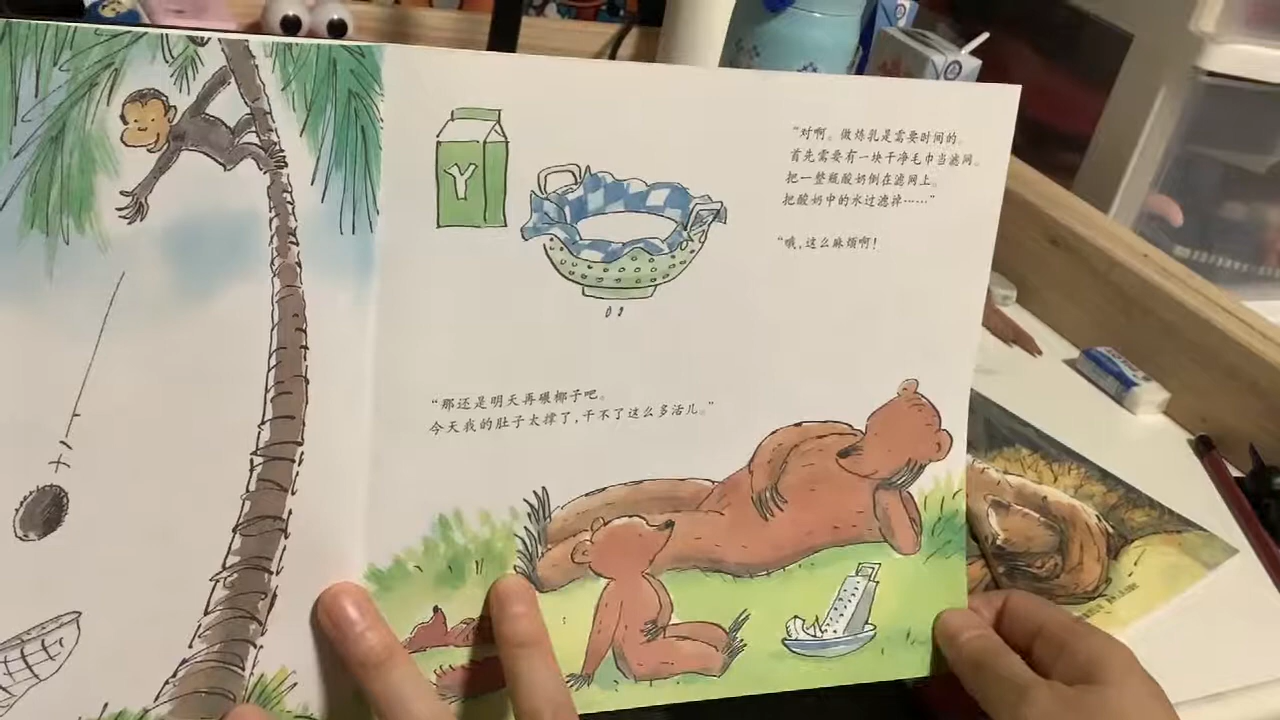 Y
“对啊。做炼乳是需要时间的。
首先需要有一块干净毛巾当滤网。
把一整瓶酸奶倒在滤网上。
把酸奶中的水过滤掉……”
“哦，这么麻烦啊！
“那还是明天再碾椰子吧。
今天我的肚子太撑了，干不了这么多活儿。”